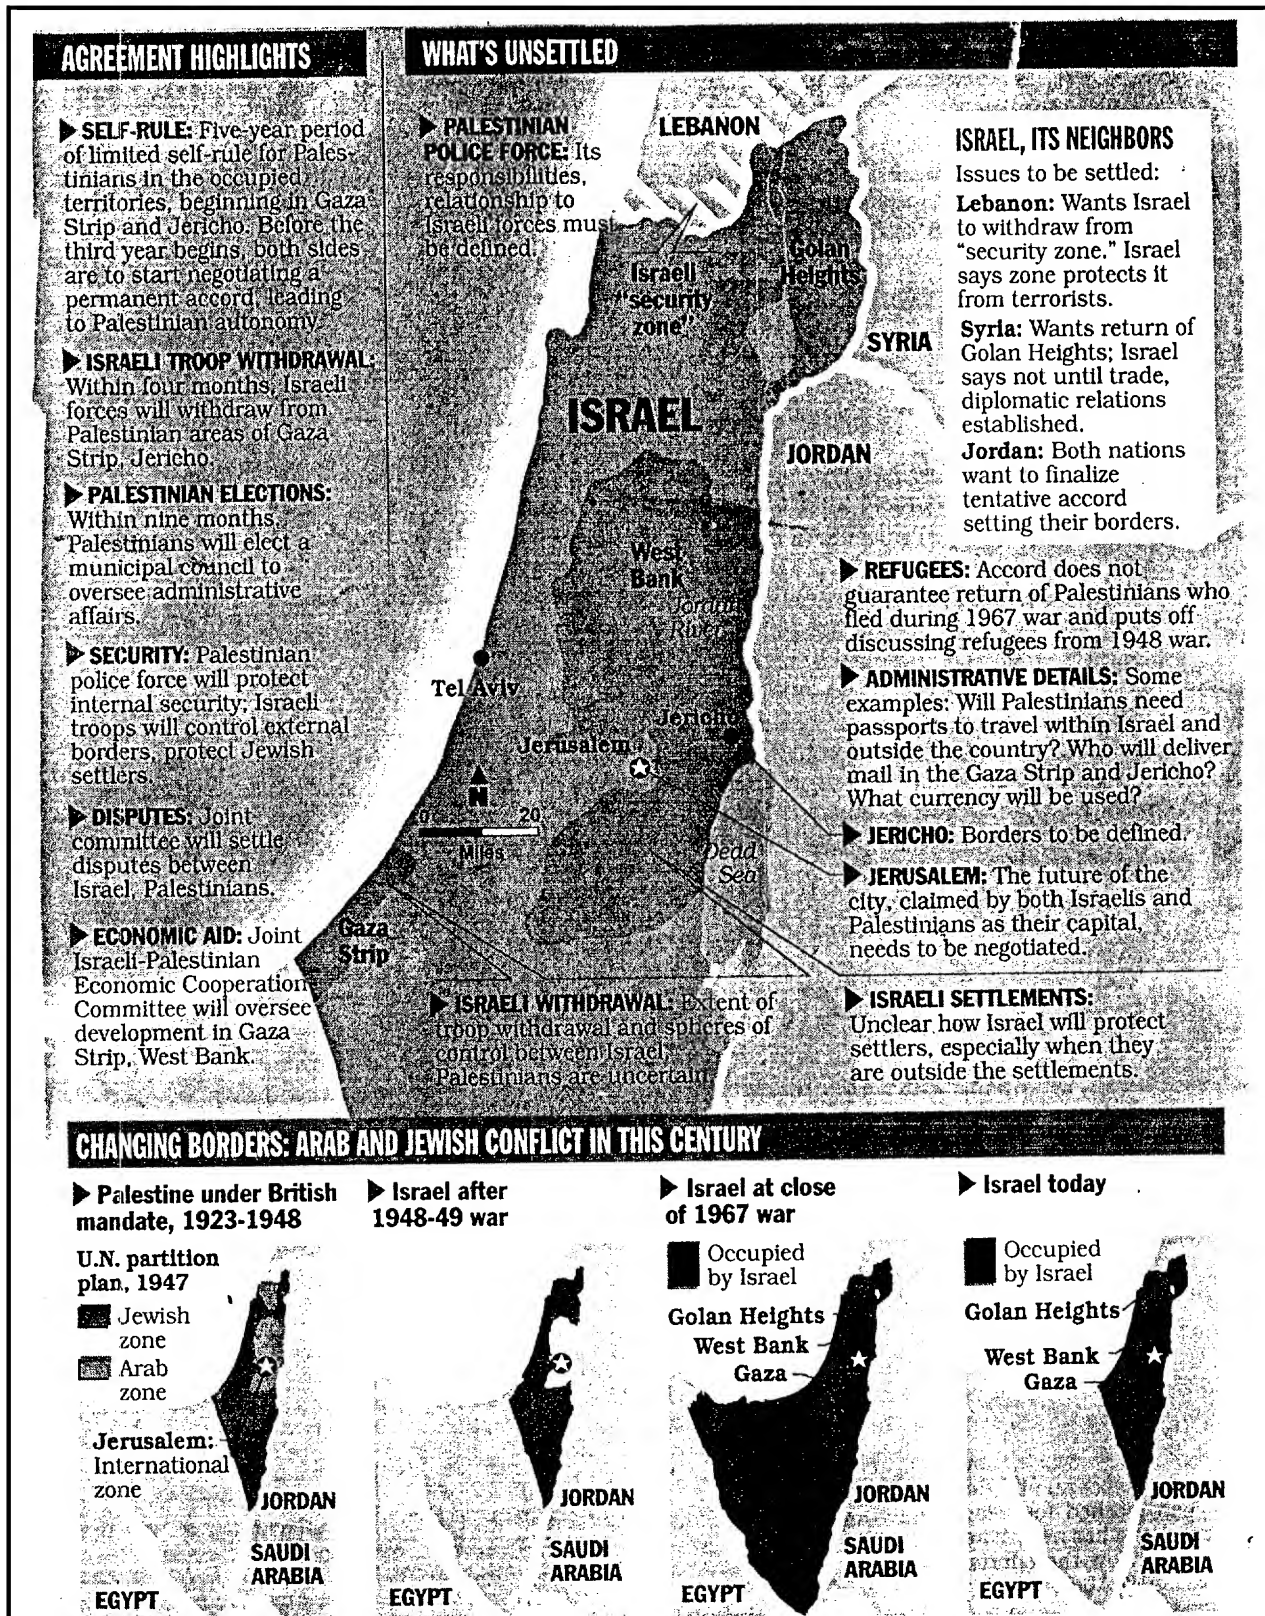 AGREEMENT HIGHLIGHTS
▶ SELF-RULE: Five-year period
of limited self-rule for Pales-
tinians in the occupied
territories, beginning in Gaza
Strip and Jericho. Before the
third year begins, both sides
are to start negotiating a
permanent accord, leading
to Palestinian autonomy.
▶ ISRAELI TROOP WITHDRAWAL:
Within four months, Israeli
forces will withdraw from
Palestinian areas of Gaza
Strip, Jericho.
▶ PALESTINIAN ELECTIONS:
Within nine months,
Palestinians will elect a
municipal council to
oversee administrative
affairs.
▶ SECURITY: Palestinian
police force will protect
internal security; Israeli
troops will control external
borders, protect Jewish
settlers.
▶ DISPUTES: Joint
committee will settle
disputes between
Israel, Palestinians.
▶ ECONOMIC AID: Joint
Israeli-Palestinian
Economic Cooperation
Committee will oversee
development in Gaza
Strip, West Bank.
WHAT'S UNSETTLED
▶ PALESTINIAN
POLICE FORCE: Its
responsibilities,
relationship to
Israeli forces must
be defined.
LEBANON
Israeli
"security
zone"
Golan
Heights
SYRIA
ISRAEL
JORDAN
West
Bank
Jordan
River
Tel Aviv
Jericho
Jerusalem
N
0 20
Miles
Dead
Sea
Gaza
Strip
ISRAEL, ITS NEIGHBORS
Issues to be settled:
Lebanon: Wants Israel
to withdraw from
"security zone." Israel
says zone protects it
from terrorists.
Syria: Wants return of
Golan Heights; Israel
says not until trade,
diplomatic relations
established.
Jordan: Both nations
want to finalize
tentative accord
setting their borders.
▶ REFUGEES: Accord does not
guarantee return of Palestinians who
fled during 1967 war and puts off
discussing refugees from 1948 war.
▶ ADMINISTRATIVE DETAILS: Some
examples: Will Palestinians need
passports to travel within Israel and
outside the country? Who will deliver
mail in the Gaza Strip and Jericho?
What currency will be used?
▶ JERICHO: Borders to be defined.
▶ JERUSALEM: The future of the
city, claimed by both Israelis and
Palestinians as their capital,
needs to be negotiated.
▶ ISRAELI WITHDRAWAL: Extent of
troop withdrawal and spheres of
control between Israel,
Palestinians are uncertain.
▶ ISRAELI SETTLEMENTS:
Unclear how Israel will protect
settlers, especially when they
are outside the settlements.
CHANGING BORDERS: ARAB AND JEWISH CONFLICT IN THIS CENTURY
▶ Palestine under British
mandate, 1923-1948
U.N. partition
plan, 1947
Jewish
zone
Arab
zone
Jerusalem:
International
zone
JORDAN
SAUDI
ARABIA
EGYPT
▶ Israel after
1948-49 war
JORDAN
SAUDI
ARABIA
EGYPT
▶ Israel at close
of 1967 war
Occupied
by Israel
Golan Heights
West Bank
Gaza
JORDAN
SAUDI
ARABIA
EGYPT
▶ Israel today
Occupied
by Israel
Golan Heights
West Bank
Gaza
JORDAN
SAUDI
ARABIA
EGYPT